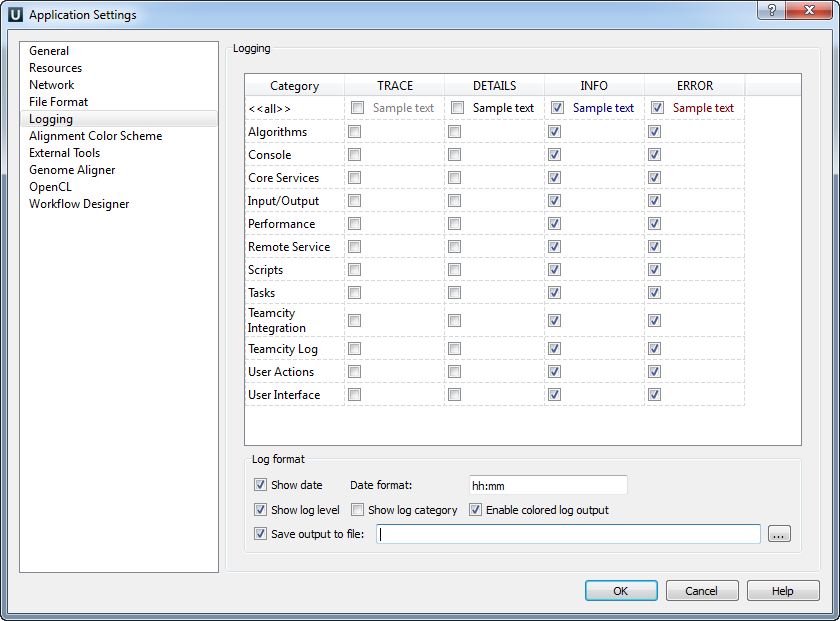 U Application Settings
?
General
Resources
Network
File Format
Logging
Alignment Color Scheme
External Tools
Genome Aligner
OpenCL
Workflow Designer
Logging
Category TRACE DETAILS INFO ERROR
<<all>> Sample text Sample text Sample text Sample text
Algorithms
Console
Core Services
Input/Output
Performance
Remote Service
Scripts
Tasks
Teamcity
Integration
Teamcity Log
User Actions
User Interface
Log format
Show date Date format: hh:mm
Show log level Show log category Enable colored log output
Save output to file: ...
OK Cancel Help